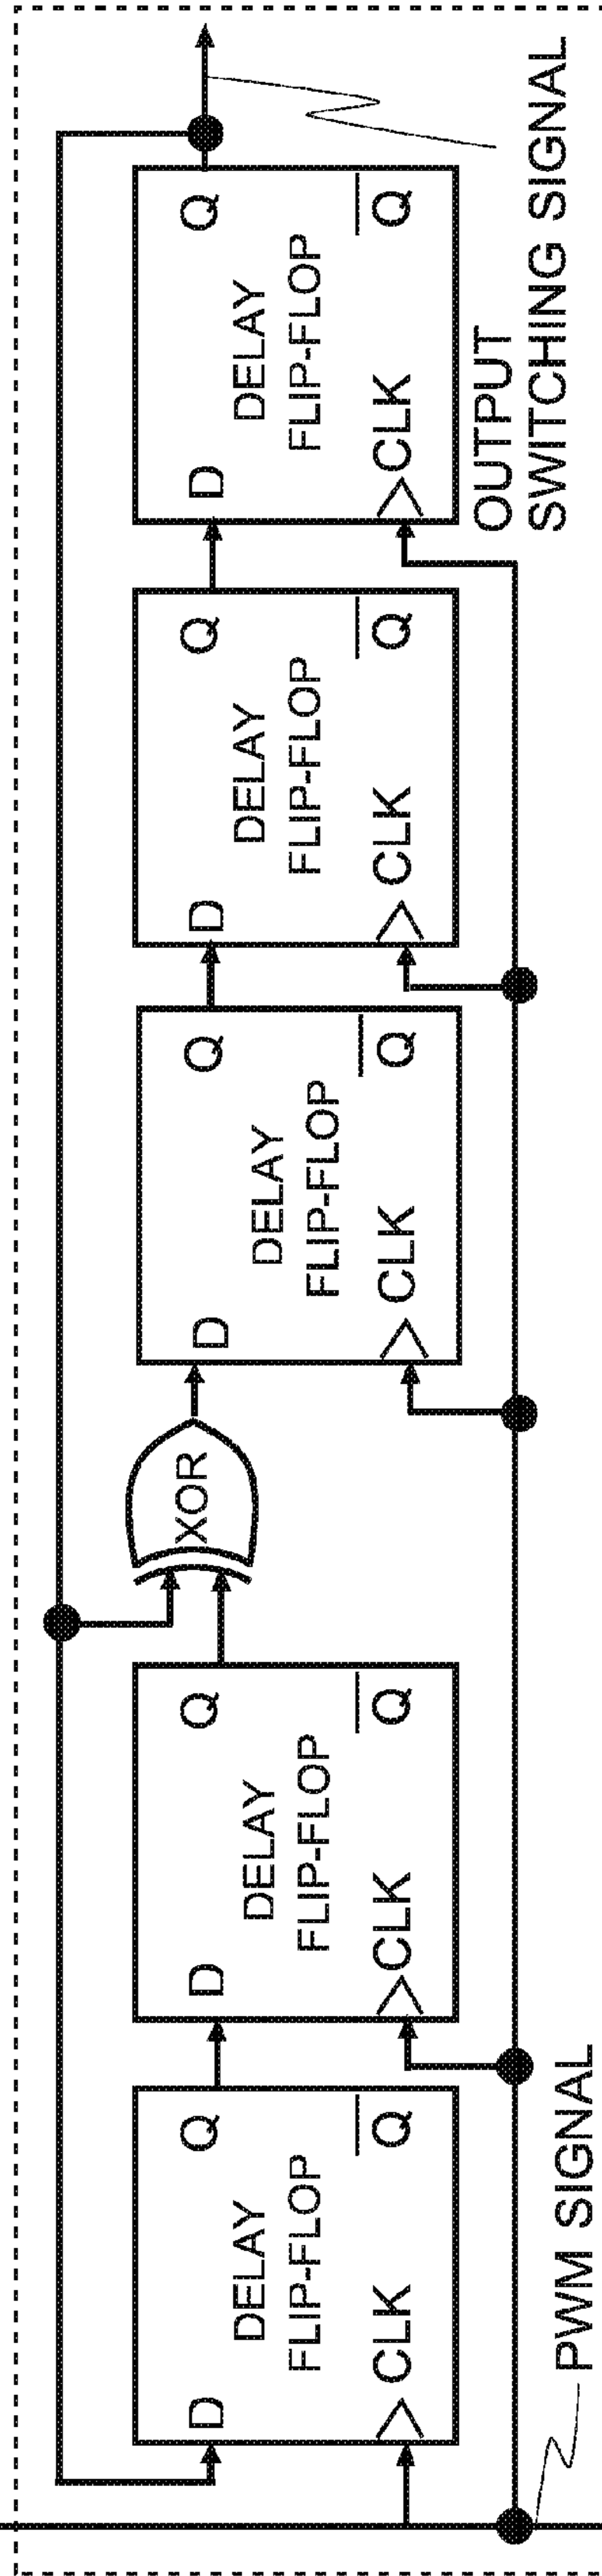 D
Q
DELAY
FLIP-FLOP
CLK
Q
D
Q
DELAY
FLIP-FLOP
CLK
Q
XOR
D
Q
DELAY
FLIP-FLOP
CLK
Q
D
Q
DELAY
FLIP-FLOP
CLK
Q
D
Q
DELAY
FLIP-FLOP
CLK
Q
PWM SIGNAL
OUTPUT
SWITCHING SIGNAL